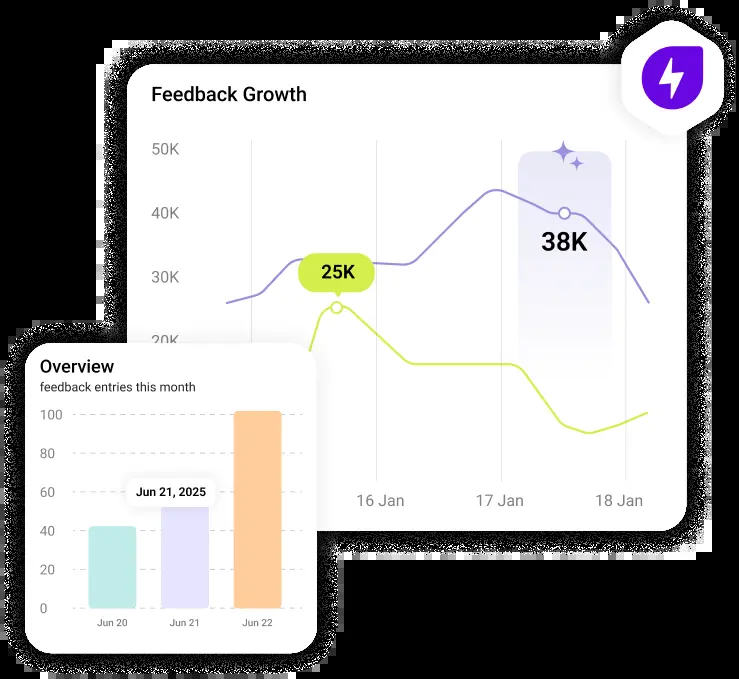 Feedback Growth
50K
40K
38K
30K
25K
20K
16 Jan
17 Jan
18 Jan
Overview
feedback entries this month
100
80
60
Jun 21, 2025
40
20
0
Jun 20
Jun 21
Jun 22